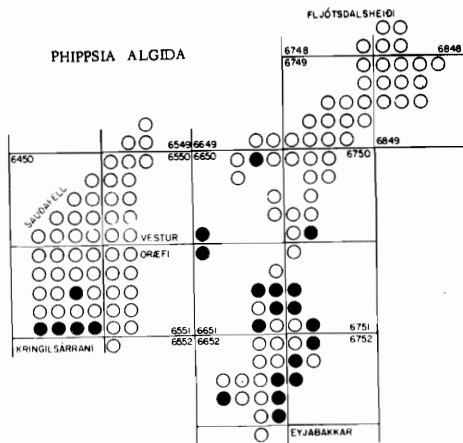 FLJÓTSDALSHEIÐI
PHIPPSIA ALGIDA
6748 6848
6749
6549 6649
6450 6550 6650 6750 6849
SAUÐAFELL
VESTUR
ÖRÆFI
6551 6651 6751
6552 6652 6752
KRINGILSÁRRANI
EYJABAKKAR